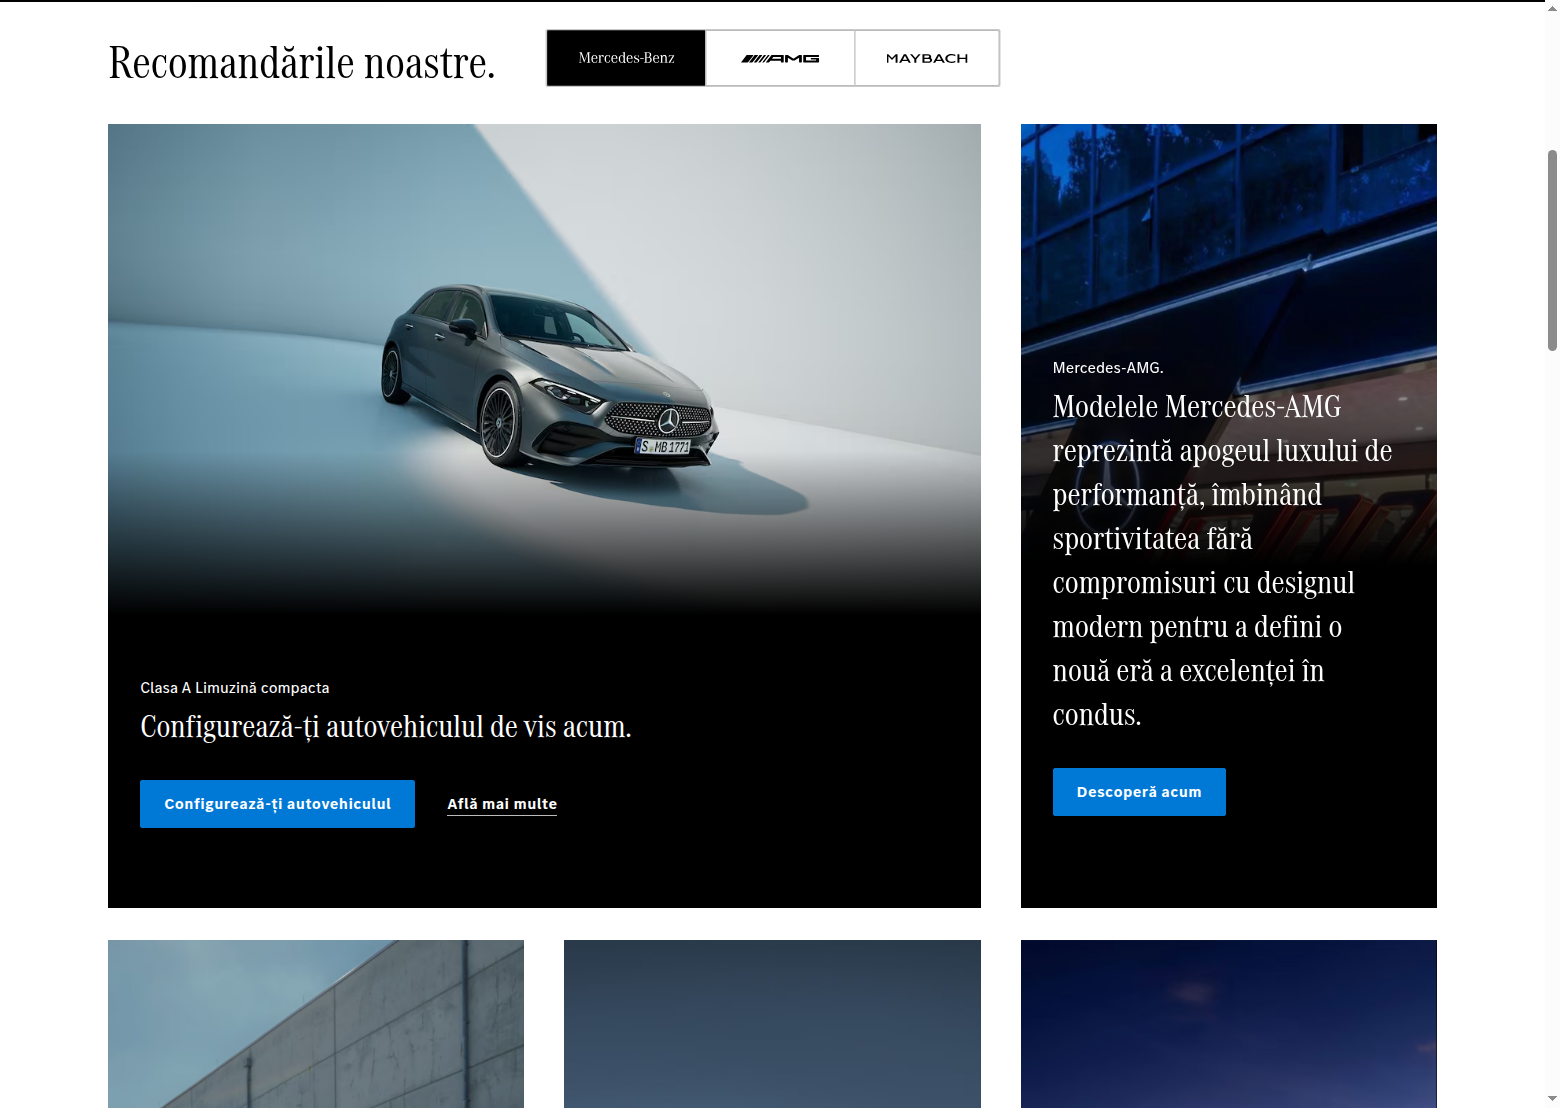 Recomandările noastre.
Mercedes-Benz
AMG
MAYBACH
S MB 1771
Clasa A Limuzină compacta
Configurează-ți autovehiculul de vis acum.
Configurează-ți autovehiculul
Află mai multe
Mercedes-AMG.
Modelele Mercedes-AMG
reprezintă apogeul luxului de
performanță, îmbinând
sportivitatea fără
compromisuri cu designul
modern pentru a defini o
nouă eră a excelenței în
condus.
Descoperă acum